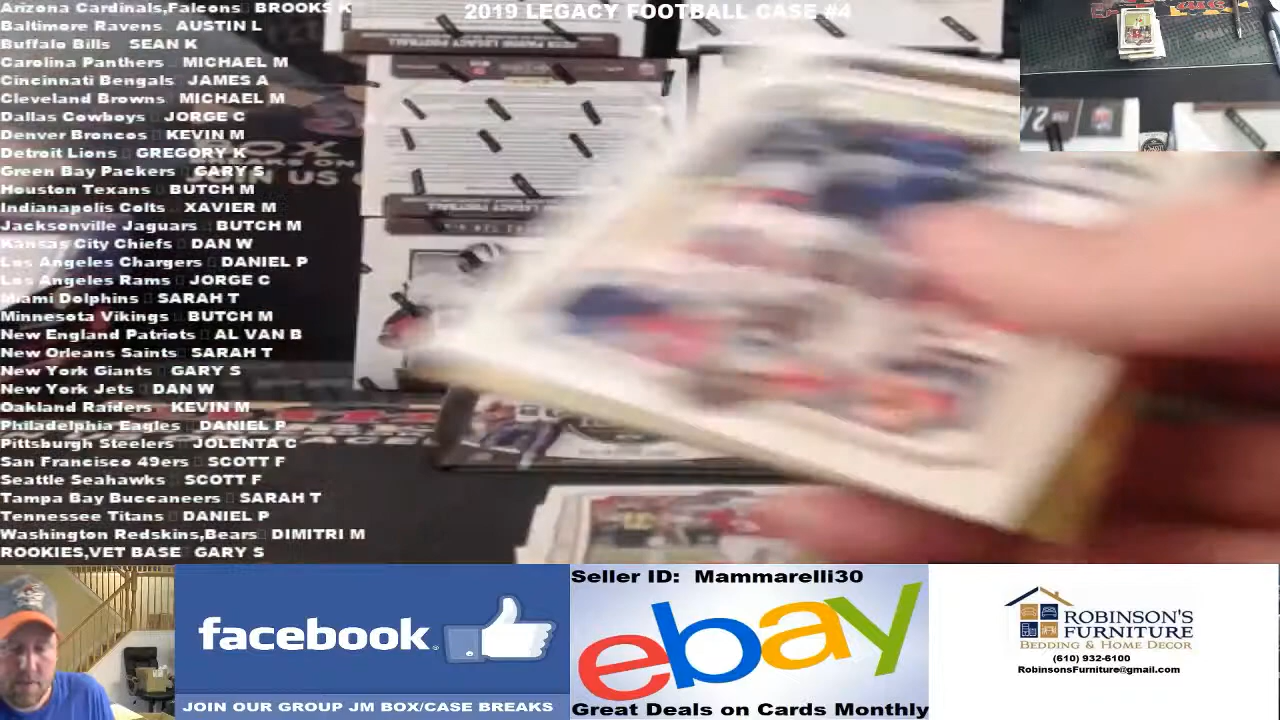 2019 LEGACY FOOTBALL CASE #4
Arizona Cardinals,Falcons BROOKS K
Baltimore Ravens AUSTIN L
Buffalo Bills SEAN K
Carolina Panthers MICHAEL M
Cincinnati Bengals JAMES A
Cleveland Browns MICHAEL M
Dallas Cowboys JORGE C
Denver Broncos KEVIN M
Detroit Lions GREGORY K
Green Bay Packers GARY S
Houston Texans BUTCH M
Indianapolis Colts XAVIER M
Jacksonville Jaguars BUTCH M
Kansas City Chiefs DAN W
Los Angeles Chargers DANIEL P
Los Angeles Rams JORGE C
Miami Dolphins SARAH T
Minnesota Vikings BUTCH M
New England Patriots AL VAN B
New Orleans Saints SARAH T
New York Giants GARY S
New York Jets DAN W
Oakland Raiders KEVIN M
Philadelphia Eagles DANIEL P
Pittsburgh Steelers JOLENTA C
San Francisco 49ers SCOTT F
Seattle Seahawks SCOTT F
Tampa Bay Buccaneers SARAH T
Tennessee Titans DANIEL P
Washington Redskins,Bears DIMITRI M
ROOKIES,VET BASE GARY S
JOIN US
facebook
JOIN OUR GROUP JM BOX/CASE BREAKS
Seller ID: Mammarelli30
ebay
Great Deals on Cards Monthly
ROBINSON'S
FURNITURE
BEDDING & HOME DECOR
(610) 932-6100
RobinsonsFurniture@gmail.com